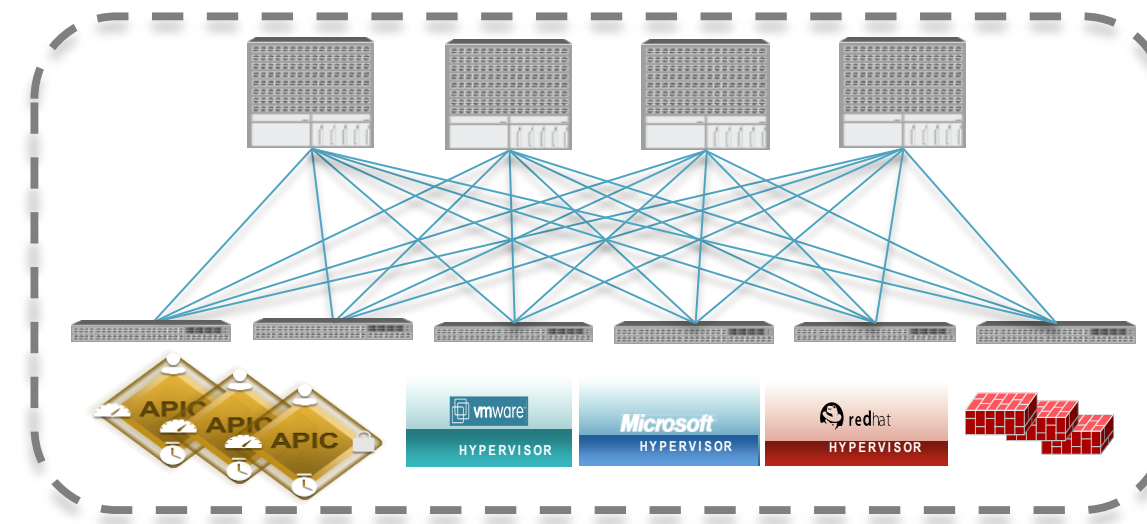 APIC
APIC
APIC
vmware
HYPERVISOR
Microsoft
HYPERVISOR
redhat
HYPERVISOR